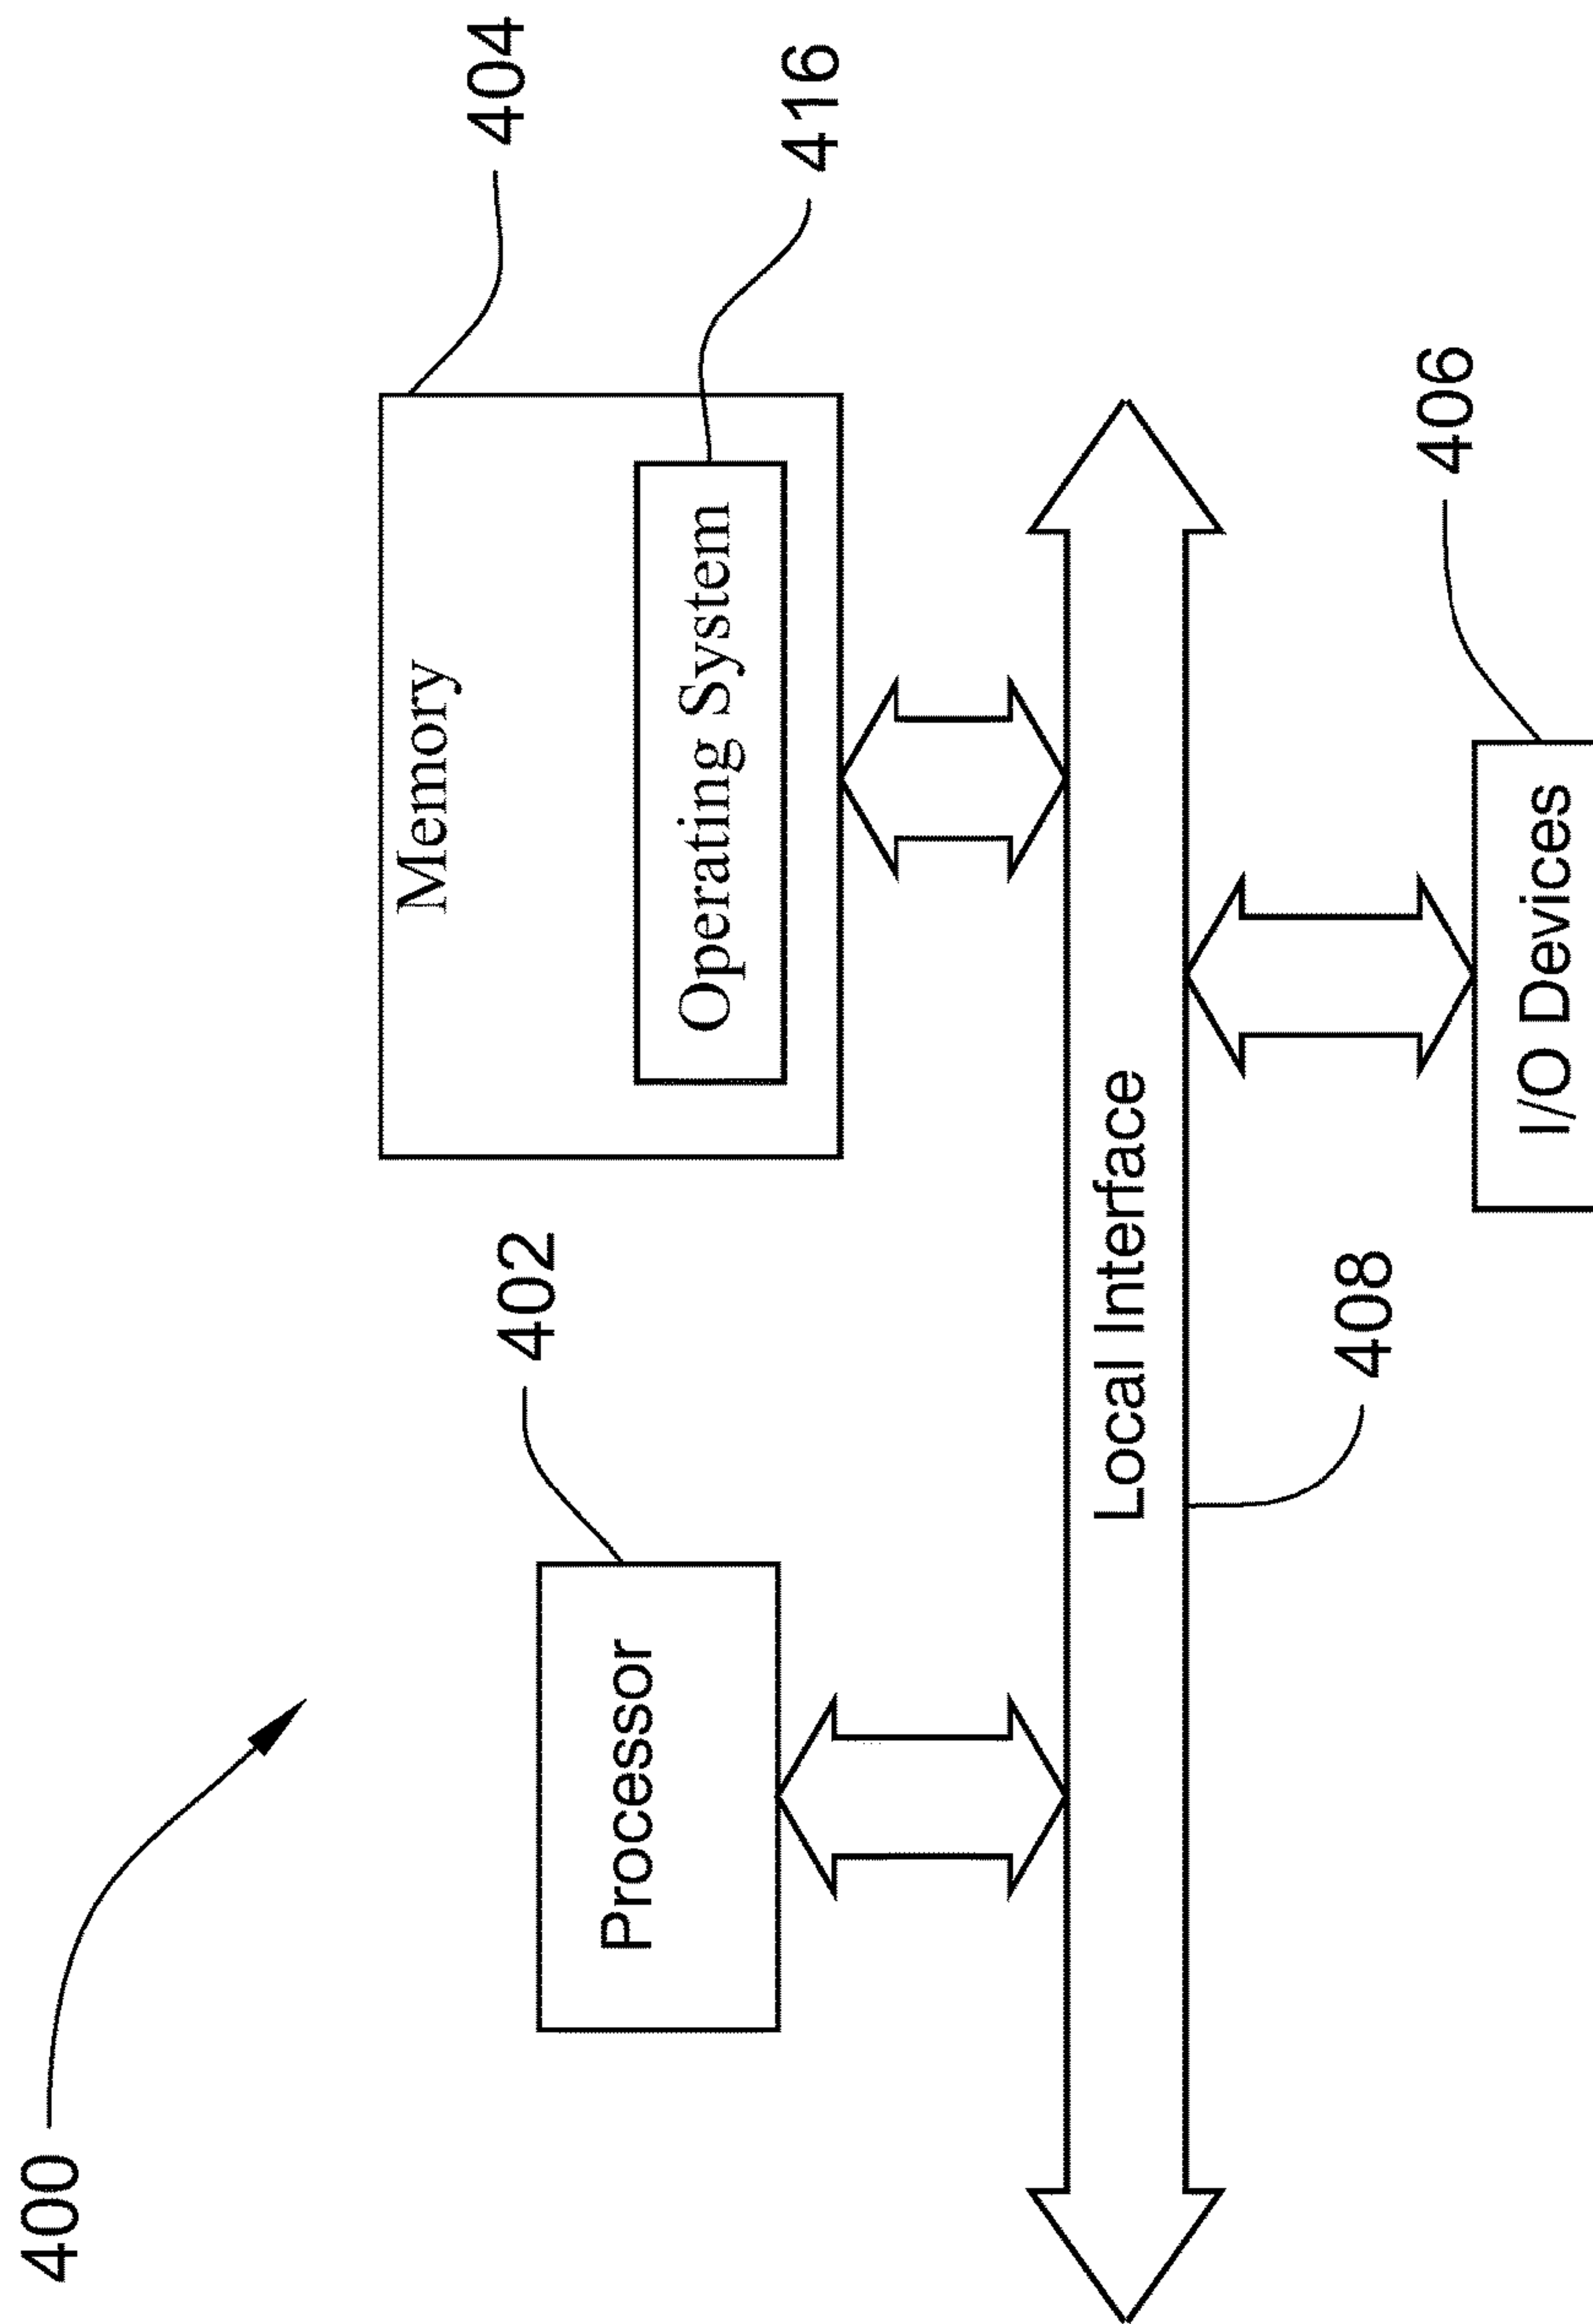 400
404
Memory
416
Operating System
402
Processor
Local Interface
408
406
I/O Devices